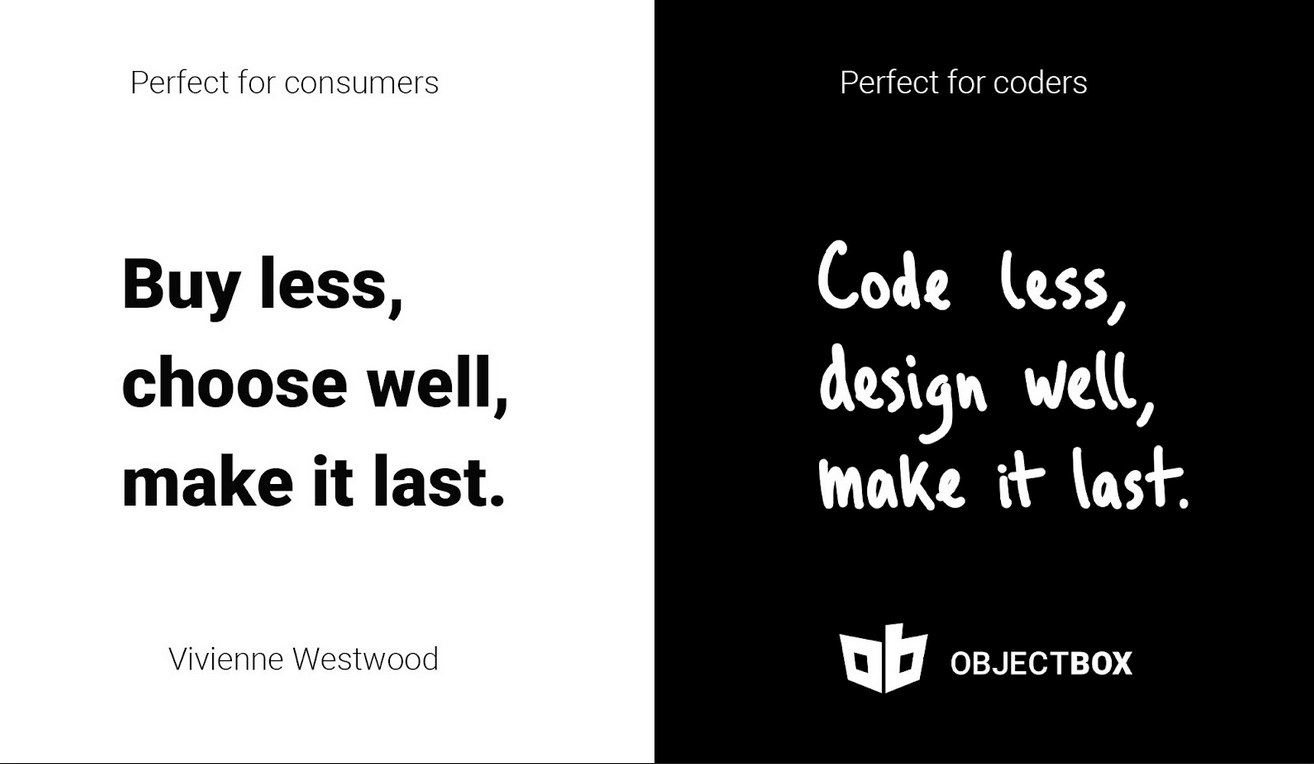 Perfect for consumers
Buy less,
choose well,
make it last.
Vivienne Westwood
Perfect for coders
Code less,
design well,
make it last.
ob OBJECTBOX